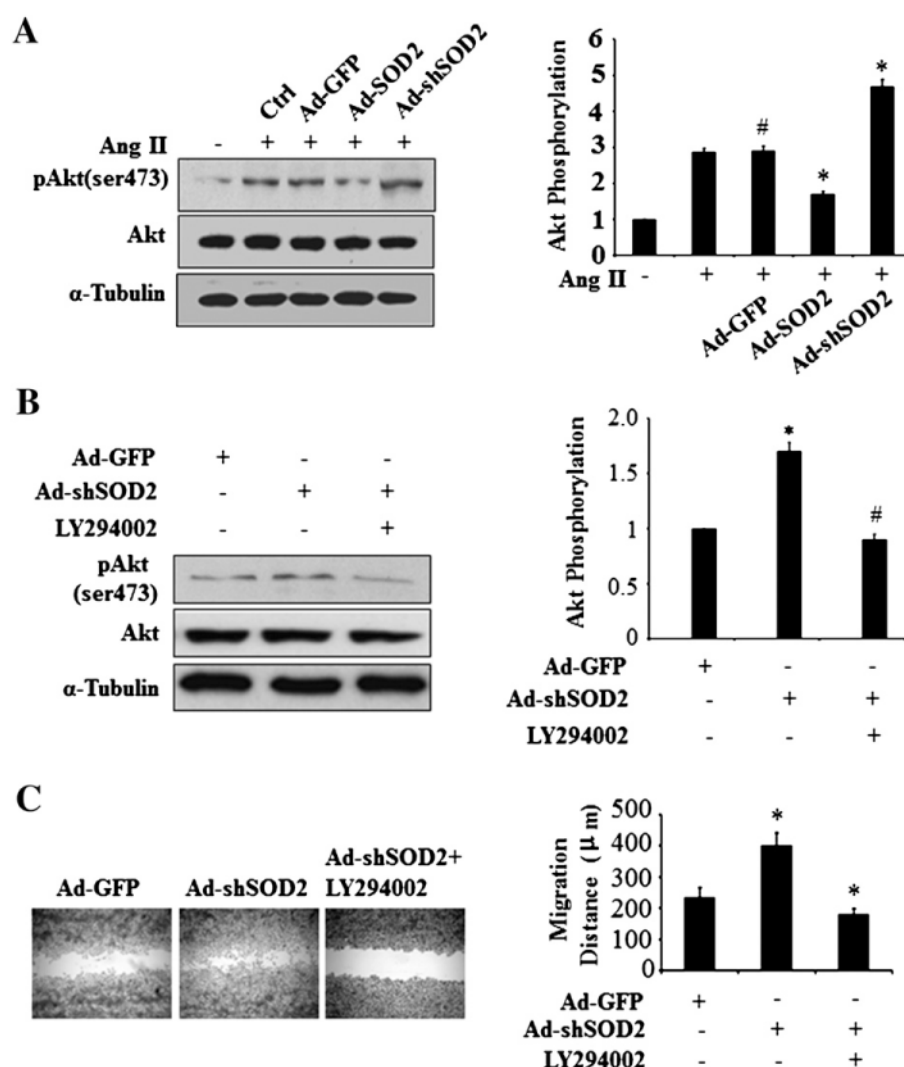 A
Ctrl
Ad-GFP
Ad-SOD2
Ad-shSOD2
Ang II - + + + +
pAkt(ser473)
Akt
α-Tubulin
Akt Phosphorylation
6
5
4
3
2
1
0
#
*
*
Ang II - + + + +
Ad-GFP
Ad-SOD2
Ad-shSOD2
B
Ad-GFP + - -
Ad-shSOD2 - + +
LY294002 - - +
pAkt
(ser473)
Akt
α-Tubulin
Akt Phosphorylation
2.0
1.5
1
0.5
0
*
#
Ad-GFP + - -
Ad-shSOD2 - + +
LY294002 - - +
C
Ad-GFP
Ad-shSOD2
Ad-shSOD2+
LY294002
Migration
Distance (μm)
500
400
300
200
100
0
*
*
Ad-GFP + - -
Ad-shSOD2 - + +
LY294002 - - +